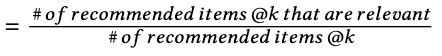 = # of recommended items @k that are relevant
# of recommended items @k